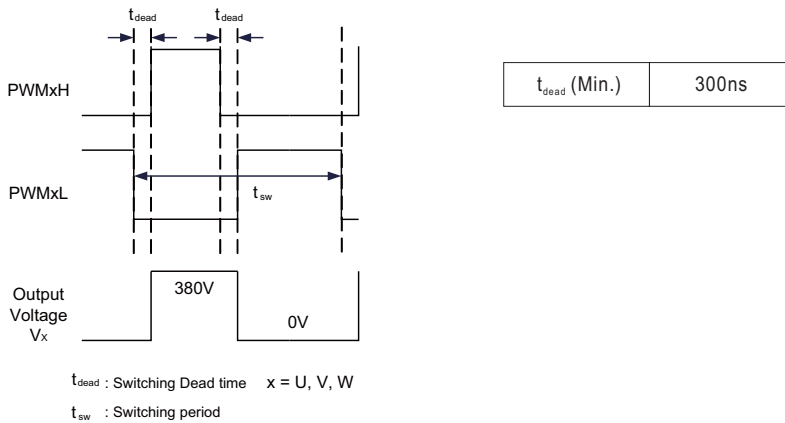 tdead tdead
PWMxH
tdead (Min.) 300ns
PWMxL
tsw
Output
Voltage
Vx
380V
0V
tdead : Switching Dead time x = U, V, W
tsw : Switching period